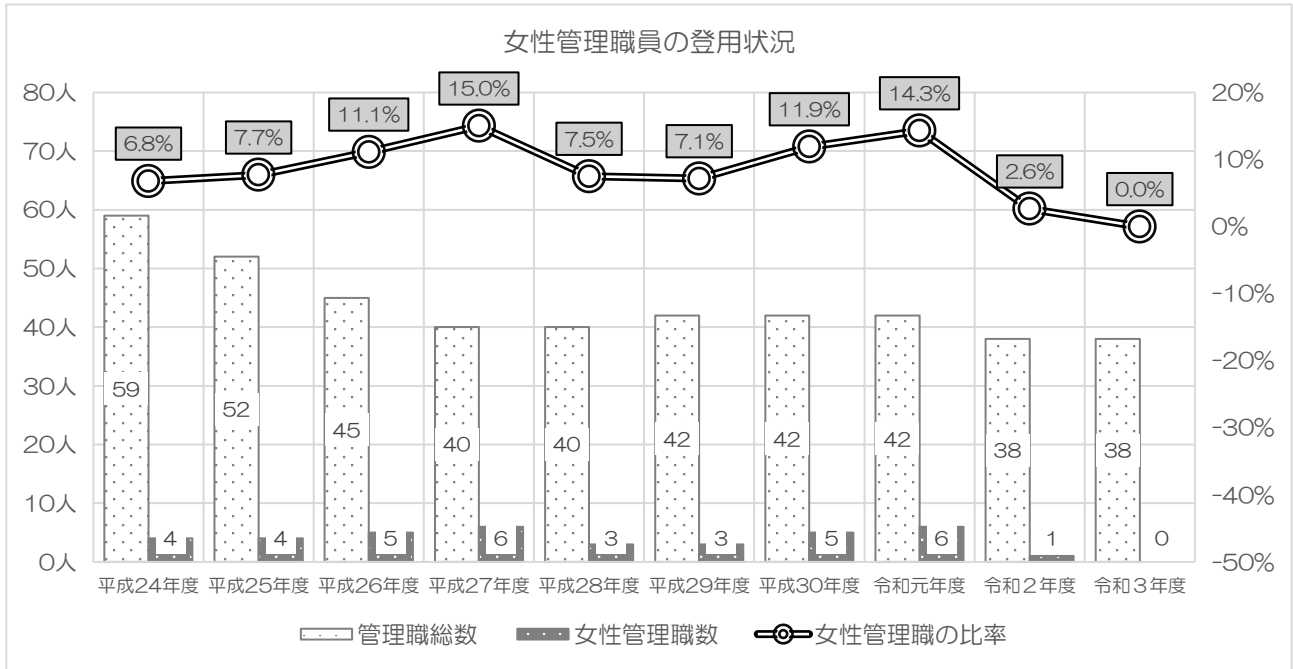 女性管理職員の登用状況
80人
70人
60人
50人
40人
30人
20人
10人
0人
20%
10%
0%
-10%
-20%
-30%
-40%
-50%
6.8%
7.7%
11.1%
15.0%
7.5%
7.1%
11.9%
14.3%
2.6%
0.0%
59
52
45
40
40
42
42
42
38
38
4
4
5
6
3
3
5
6
1
0
平成24年度
平成25年度
平成26年度
平成27年度
平成28年度
平成29年度
平成30年度
令和元年度
令和２年度
令和３年度
管理職総数
女性管理職数
女性管理職の比率